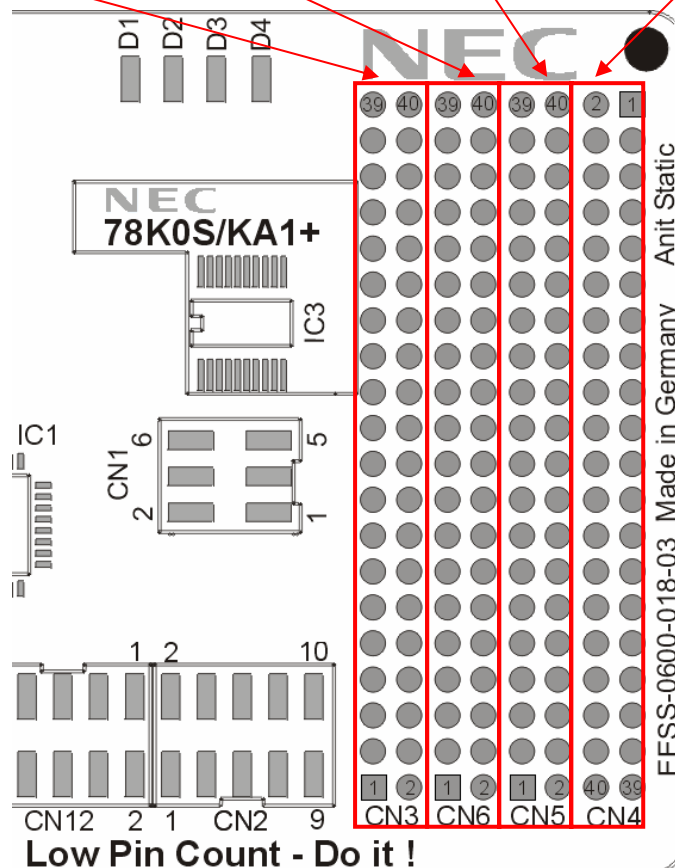 D1 D2 D3 D4
NEC
39 40 39 40 39 40 2 1
NEC
78K0S/KA1+
IC3
Anit Static
EESS-0600-018-03 Made in Germany
IC1
6 5
CN1
2 1
1 2 10
1 2 1 2 1 2 40 39
CN12 2 1 CN2 9 CN3 CN6 CN5 CN4
Low Pin Count - Do it !